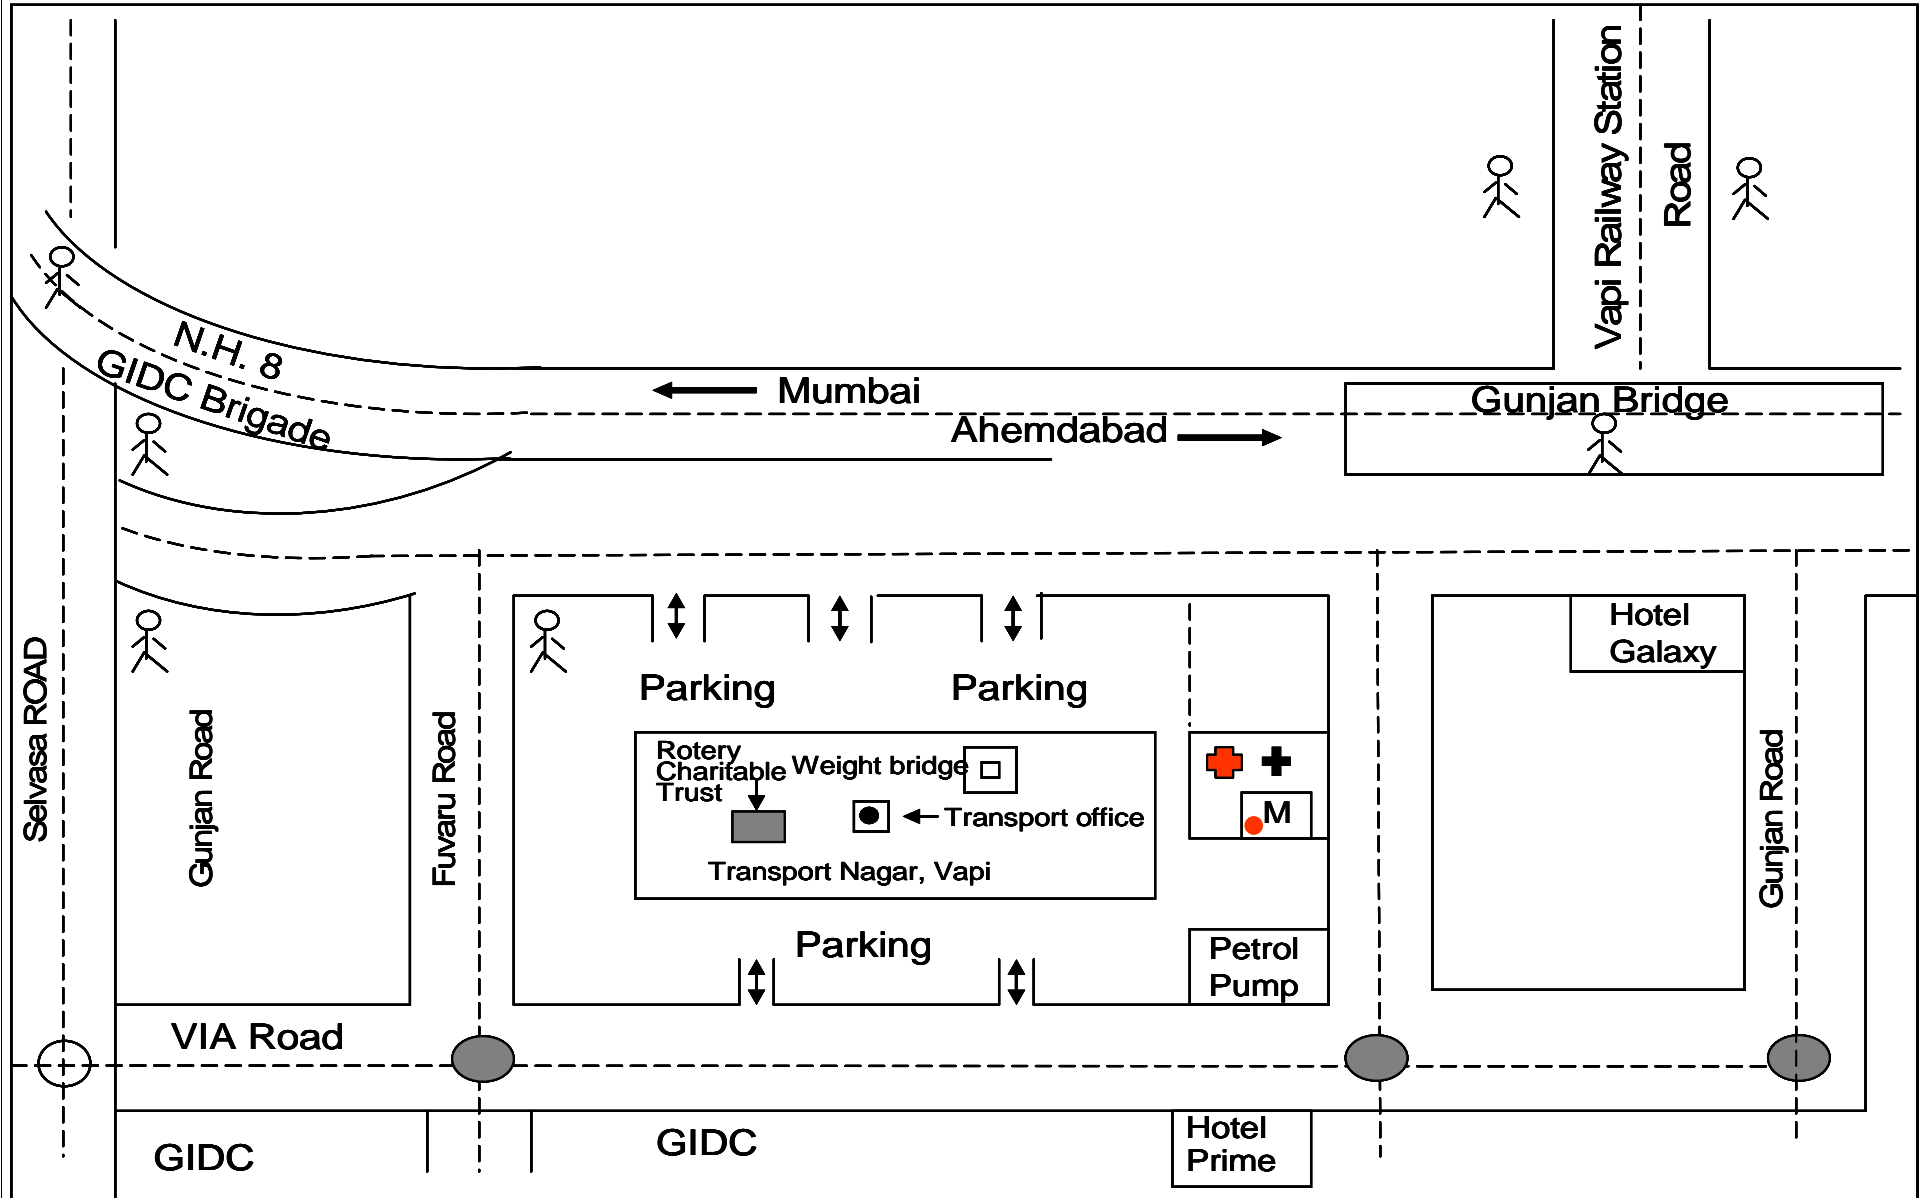 Vapi Railway Station
Road
N.H. 8
GIDC Brigade
Mumbai
Ahemdabad
Gunjan Bridge
Hotel
Galaxy
Selvasa ROAD
Gunjan Road
Fuvaru Road
Parking
Parking
Rotery
Charitable
Trust
Weight bridge
Transport office
M
Transport Nagar, Vapi
Gunjan Road
Parking
Petrol
Pump
VIA Road
GIDC
GIDC
Hotel
Prime